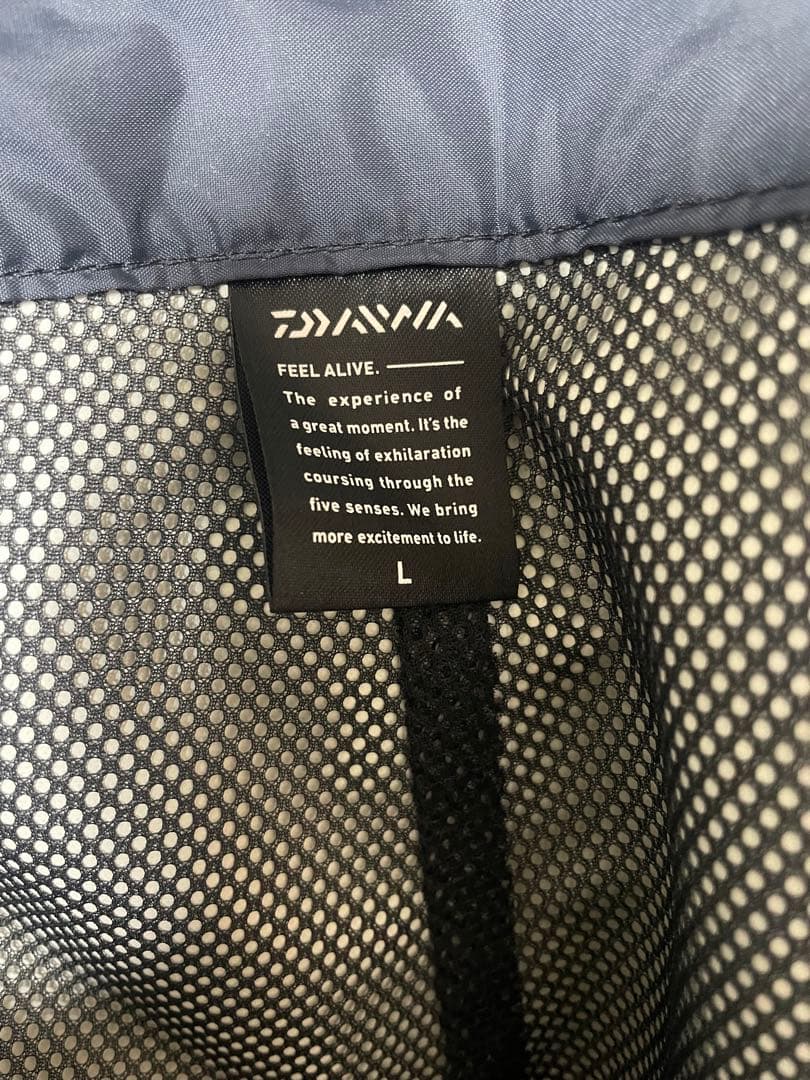 DAIWA
FEEL ALIVE.
The experience of
a great moment. It's the
feeling of exhilaration
coursing through the
five senses. We bring
more excitement to life.
L